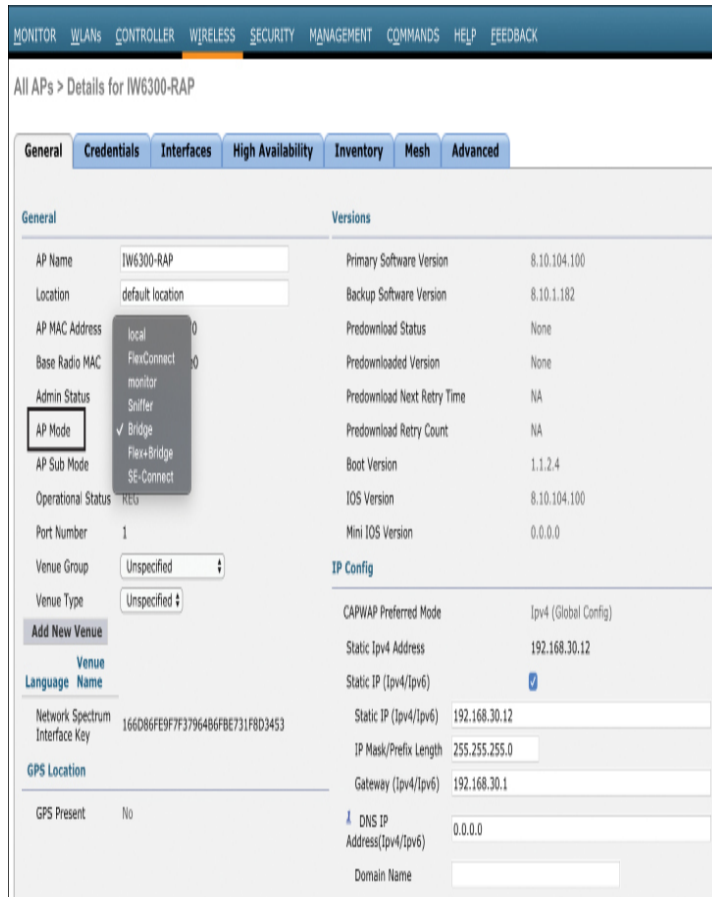 MONITOR WLANs CONTROLLER WIRELESS SECURITY MANAGEMENT COMMANDS HELP FEEDBACK
All APs > Details for IW6300-RAP
General Credentials Interfaces High Availability Inventory Mesh Advanced
General
AP Name IW6300-RAP
Location default location
AP MAC Address 0
Base Radio MAC e0
Admin Status
AP Mode
AP Sub Mode
local
FlexConnect
monitor
Sniffer
✓ Bridge
Flex+Bridge
SE-Connect
Operational Status REG
Port Number 1
Venue Group Unspecified
Venue Type Unspecified
Add New Venue
Venue
Language Name
Network Spectrum
Interface Key 166D86FE9F7F37964B6FBE731F8D3453
GPS Location
GPS Present No
Versions
Primary Software Version 8.10.104.100
Backup Software Version 8.10.1.182
Predownload Status None
Predownloaded Version None
Predownload Next Retry Time NA
Predownload Retry Count NA
Boot Version 1.1.2.4
IOS Version 8.10.104.100
Mini IOS Version 0.0.0.0
IP Config
CAPWAP Preferred Mode Ipv4 (Global Config)
Static Ipv4 Address 192.168.30.12
Static IP (Ipv4/Ipv6)
Static IP (Ipv4/Ipv6) 192.168.30.12
IP Mask/Prefix Length 255.255.255.0
Gateway (Ipv4/Ipv6) 192.168.30.1
1 DNS IP
Address(Ipv4/Ipv6) 0.0.0.0
Domain Name